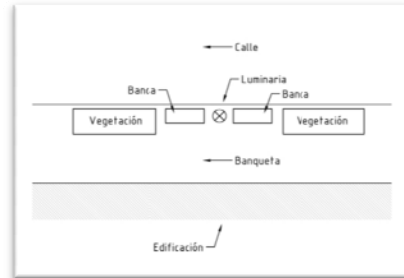 Calle
Luminaria
Banca
Banca
Vegetación
Vegetación
Banqueta
Edificación